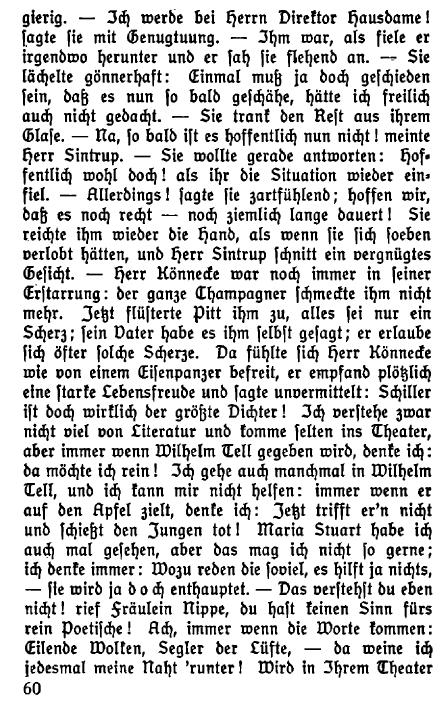 gierig. — Ich werde bei Herrn Direktor Hausdame!
sagte sie mit Genugtuung. — Ihm war, als fiele er
irgendwo herunter und er sah sie flehend an. — Sie
lächelte gönnerhaft: Einmal muß ja doch geschieden
sein, daß es nun so bald geschähe, hätte ich freilich
auch nicht gedacht. — Sie trank den Rest aus ihrem
Glase. — Na, so bald ist es hoffentlich nun nicht! meinte
Herr Sintrup. — Sie wollte gerade antworten: Hof-
fentlich wohl doch! als ihr die Situation wieder ein-
fiel. — Allerdings! sagte sie zartfühlend; hoffen wir,
daß es noch recht — noch ziemlich lange dauert! Sie
reichte ihm wieder die Hand, als wenn sie sich soeben
verlobt hätten, und Herr Sintrup schnitt ein vergnügtes
Gesicht. — Herr Könnecke war noch immer in seiner
Erstarrung: der ganze Champagner schmeckte ihm nicht
mehr. Jetzt flüsterte Pitt ihm zu, alles sei nur ein
Scherz; sein Vater habe es ihm selbst gesagt; er erlaube
sich öfter solche Scherze. Da fühlte sich Herr Könnecke
wie von einem Eisenpanzer befreit, er empfand plötzlich
eine starke Lebensfreude und sagte unvermittelt: Schiller
ist doch wirklich der größte Dichter! Ich verstehe zwar
nicht viel von Literatur und komme selten ins Theater,
aber immer wenn Wilhelm Tell gegeben wird, denke ich:
da möchte ich rein! Ich gehe auch manchmal in Wilhelm
Tell, und ich kann mir nicht helfen: immer wenn er
auf den Apfel zielt, denke ich: Jetzt trifft er'n nicht
und schießt den Jungen tot! Maria Stuart habe ich
auch mal gesehen, aber das mag ich nicht so gerne;
ich denke immer: Wozu reden die soviel, es hilft ja nichts,
— sie wird ja doch enthauptet. — Das verstehst du eben
nicht! rief Fräulein Nippe, du hast keinen Sinn fürs
rein Poetische! Ach, immer wenn die Worte kommen:
Eilende Wolken, Segler der Lüfte, — da weine ich
jedesmal meine Naht 'runter! Wird in Ihrem Theater
60